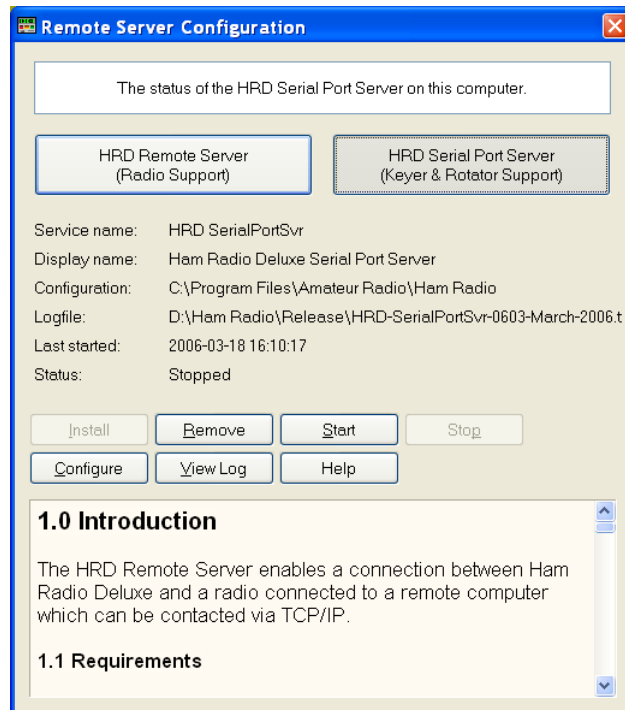 Remote Server Configuration
The status of the HRD Serial Port Server on this computer.
HRD Remote Server
(Radio Support)
HRD Serial Port Server
(Keyer & Rotator Support)
Service name: HRD SerialPortSvr
Display name: Ham Radio Deluxe Serial Port Server
Configuration: C:\Program Files\Amateur Radio\Ham Radio
Logfile: D:\Ham Radio\Release\HRD-SerialPortSvr-0603-March-2006.t
Last started: 2006-03-18 16:10:17
Status: Stopped
Install Remove Start Stop
Configure View Log Help
1.0 Introduction
The HRD Remote Server enables a connection between Ham
Radio Deluxe and a radio connected to a remote computer
which can be contacted via TCP/IP.
1.1 Requirements